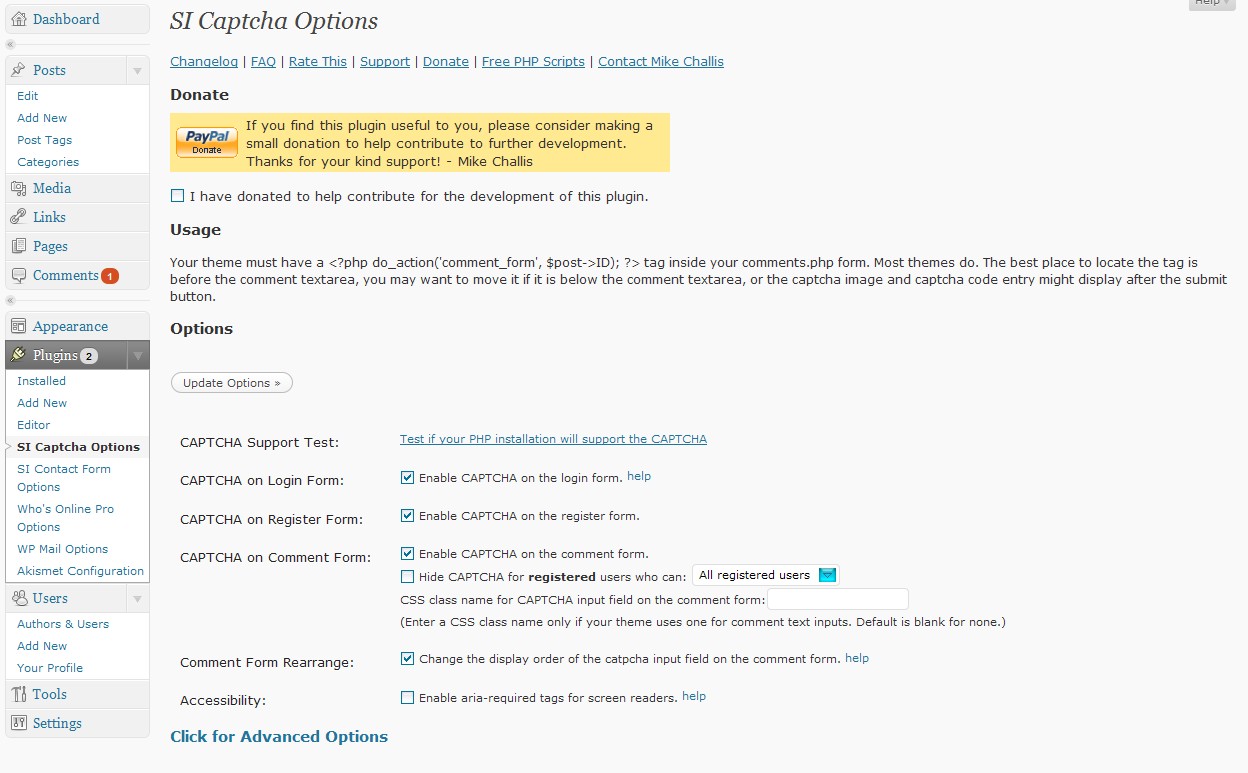 Help
Dashboard
Posts
Edit
Add New
Post Tags
Categories
Media
Links
Pages
Comments 1
Appearance
Plugins 2
Installed
Add New
Editor
SI Captcha Options
SI Contact Form
Options
Who's Online Pro
Options
WP Mail Options
Akismet Configuration
Users
Authors & Users
Add New
Your Profile
Tools
Settings
SI Captcha Options
Changelog | FAQ | Rate This | Support | Donate | Free PHP Scripts | Contact Mike Challis
Donate
PayPal
Donate
If you find this plugin useful to you, please consider making a
small donation to help contribute to further development.
Thanks for your kind support! - Mike Challis
I have donated to help contribute for the development of this plugin.
Usage
Your theme must have a <?php do_action('comment_form', $post->ID); ?> tag inside your comments.php form. Most themes do. The best place to locate the tag is
before the comment textarea, you may want to move it if it is below the comment textarea, or the captcha image and captcha code entry might display after the submit
button.
Options
Update Options »
CAPTCHA Support Test: Test if your PHP installation will support the CAPTCHA
CAPTCHA on Login Form: Enable CAPTCHA on the login form. help
CAPTCHA on Register Form: Enable CAPTCHA on the register form.
CAPTCHA on Comment Form: Enable CAPTCHA on the comment form.
Hide CAPTCHA for registered users who can: All registered users
CSS class name for CAPTCHA input field on the comment form:
(Enter a CSS class name only if your theme uses one for comment text inputs. Default is blank for none.)
Comment Form Rearrange: Change the display order of the catpcha input field on the comment form. help
Accessibility: Enable aria-required tags for screen readers. help
Click for Advanced Options